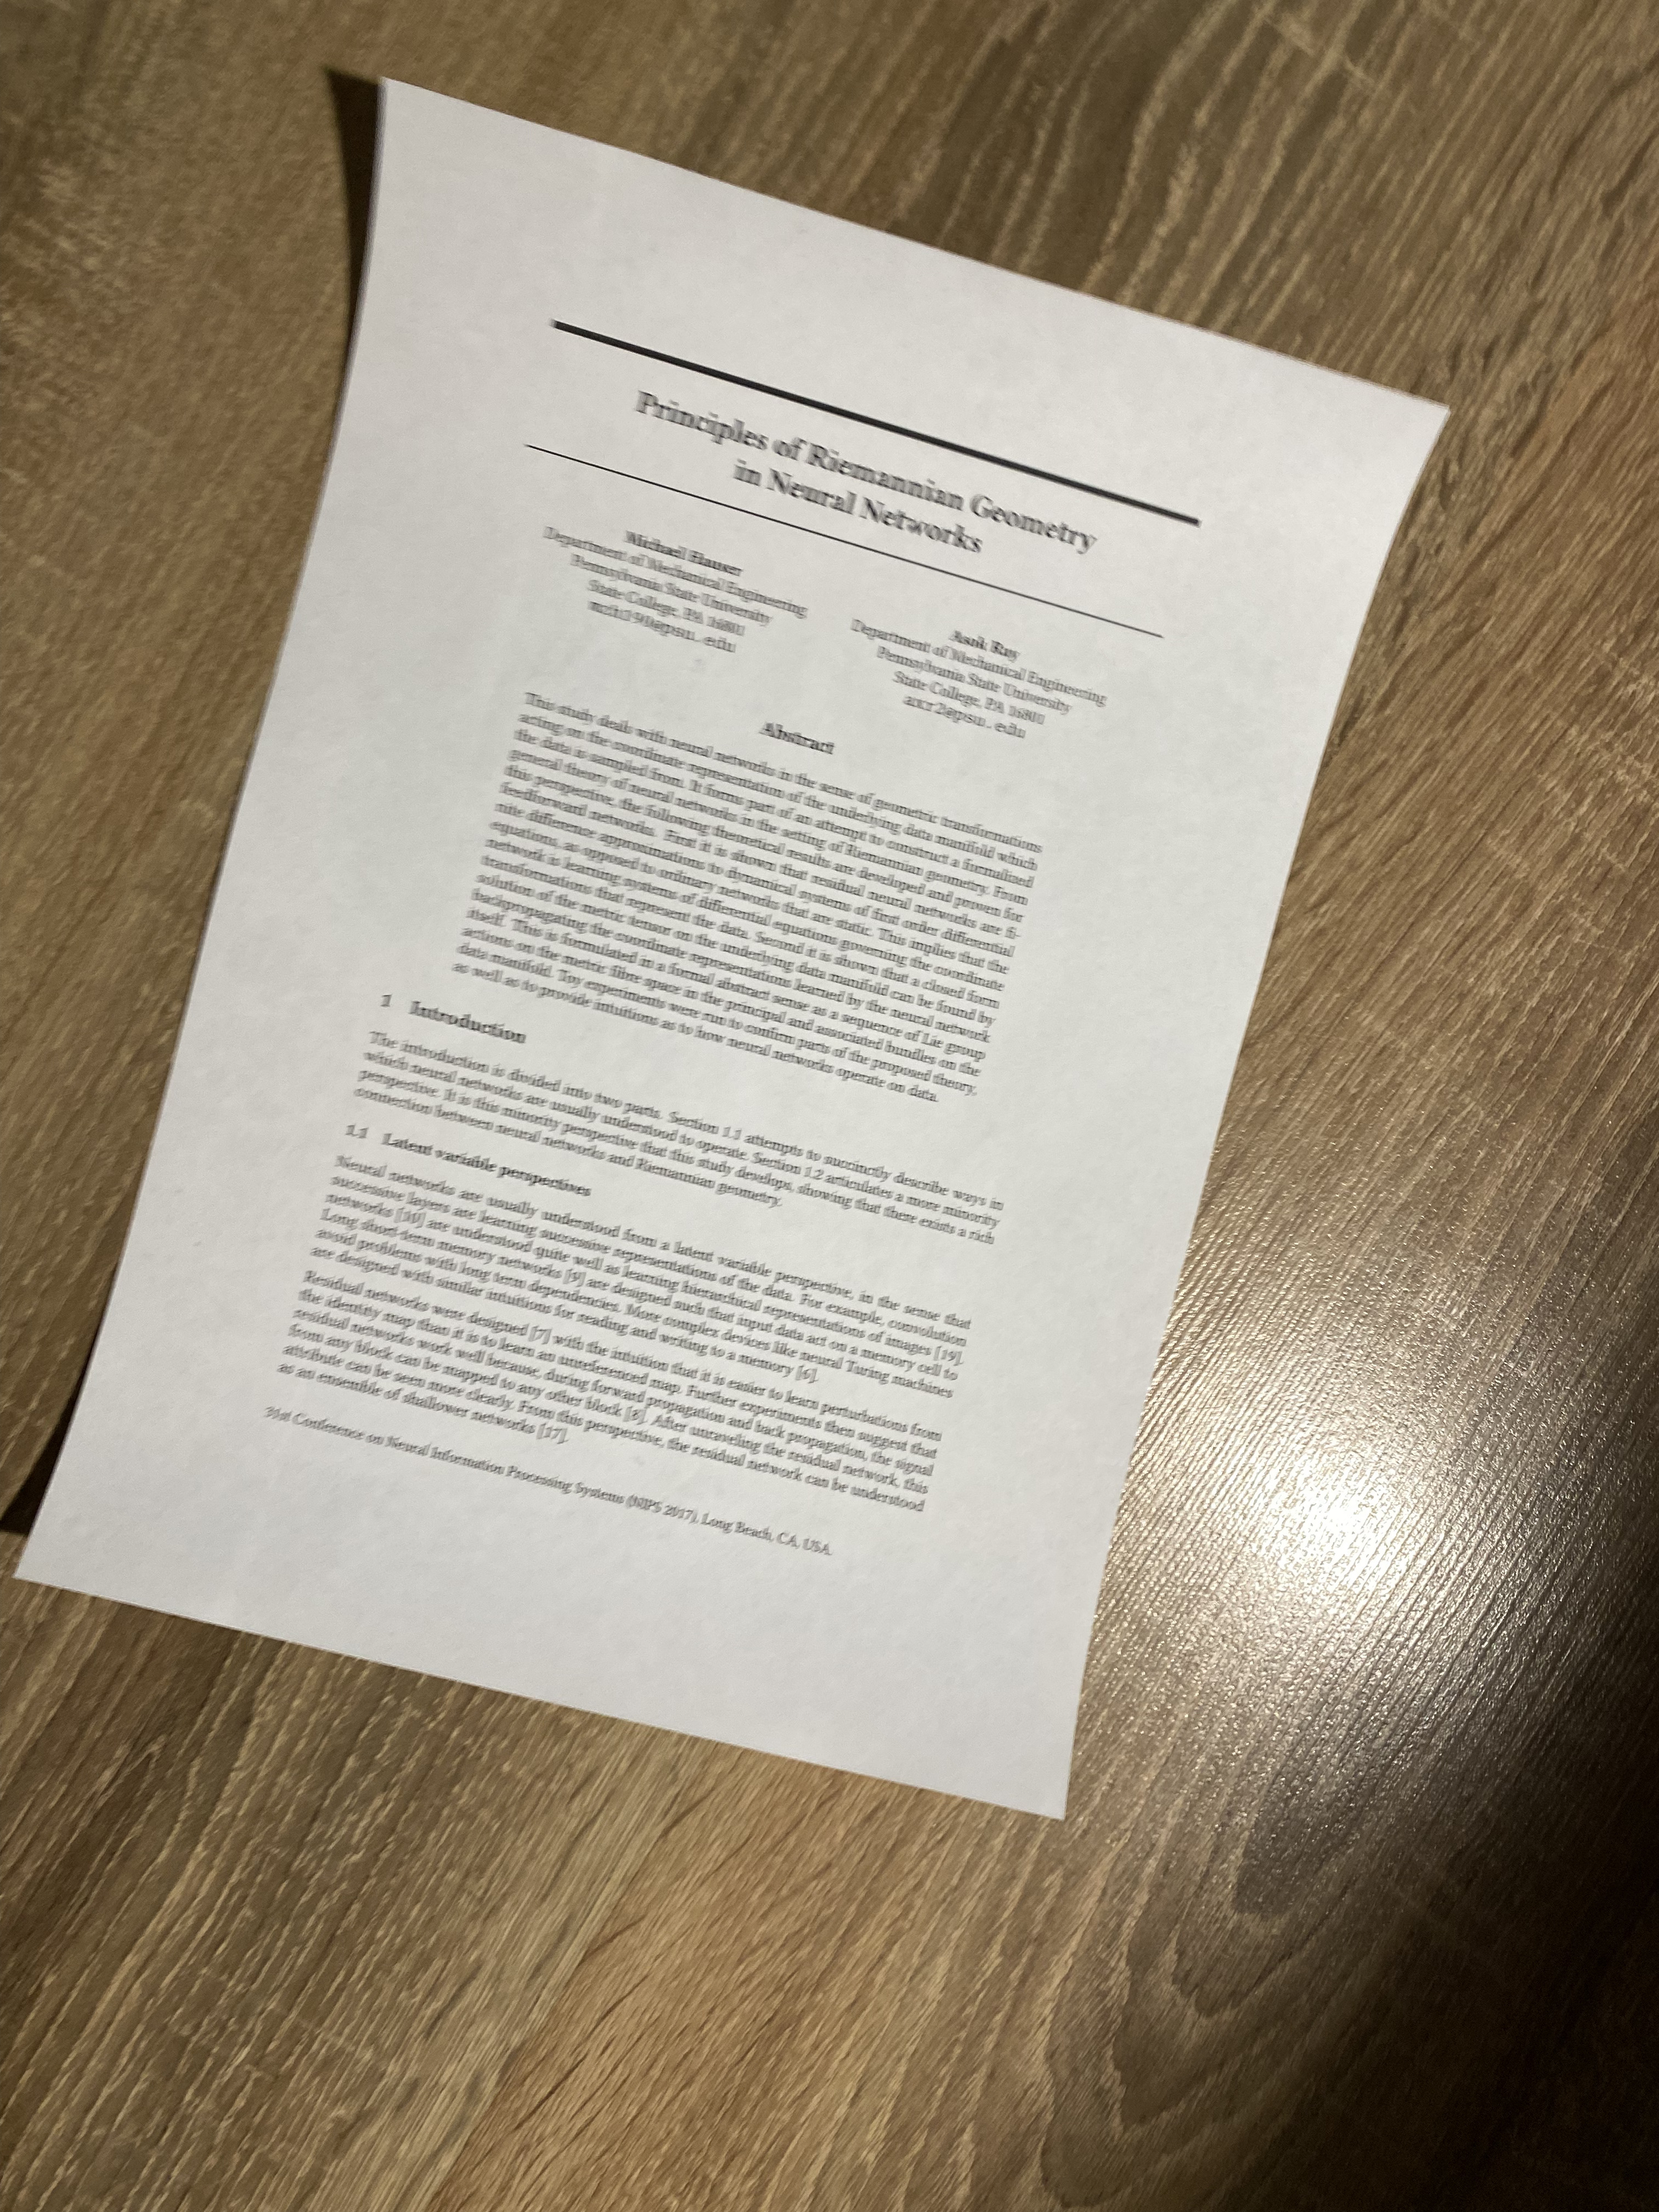 Principles of Riemannian Geometry
in Neural Networks
Michael Hauser
Department of Mechanical Engineering
Pennsylvania State University
State College, PA 16801
mzh190@psu.edu
Asok Ray
Department of Mechanical Engineering
Pennsylvania State University
State College, PA 16801
axr2@psu.edu
Abstract
This study deals with neural networks in the sense of geometric transformations
acting on the coordinate representation of the underlying data manifold which
the data is sampled from. It forms part of an attempt to construct a formalized
general theory of neural networks in the setting of Riemannian geometry. From
this perspective, the following theoretical results are developed and proven for
feedforward networks. First it is shown that residual neural networks are fi-
nite difference approximations to dynamical systems of first order differential
equations, as opposed to ordinary networks that are static. This implies that the
network is learning systems of differential equations governing the coordinate
transformations that represent the data. Second it is shown that a closed form
solution of the metric tensor on the underlying data manifold can be found by
backpropagating the coordinate representations learned by the neural network
itself. This is formulated in a formal abstract sense as a sequence of Lie group
actions on the metric fibre space in the principal and associated bundles on the
data manifold. Toy experiments were run to confirm parts of the proposed theory,
as well as to provide intuitions as to how neural networks operate on data.
1 Introduction
The introduction is divided into two parts. Section 1.1 attempts to succinctly describe ways in
which neural networks are usually understood to operate. Section 1.2 articulates a more minority
perspective. It is this minority perspective that this study develops, showing that there exists a rich
connection between neural networks and Riemannian geometry.
1.1 Latent variable perspectives
Neural networks are usually understood from a latent variable perspective, in the sense that
successive layers are learning successive representations of the data. For example, convolution
networks [10] are understood quite well as learning hierarchical representations of images [19].
Long short-term memory networks [9] are designed such that input data act on a memory cell to
avoid problems with long term dependencies. More complex devices like neural Turing machines
are designed with similar intuitions for reading and writing to a memory [6].
Residual networks were designed [7] with the intuition that it is easier to learn perturbations from
the identity map than it is to learn an unreferenced map. Further experiments then suggest that
residual networks work well because, during forward propagation and back propagation, the signal
from any block can be mapped to any other block [8]. After unraveling the residual network, this
attribute can be seen more clearly. From this perspective, the residual network can be understood
as an ensemble of shallower networks [17].
31st Conference on Neural Information Processing Systems (NIPS 2017), Long Beach, CA, USA.